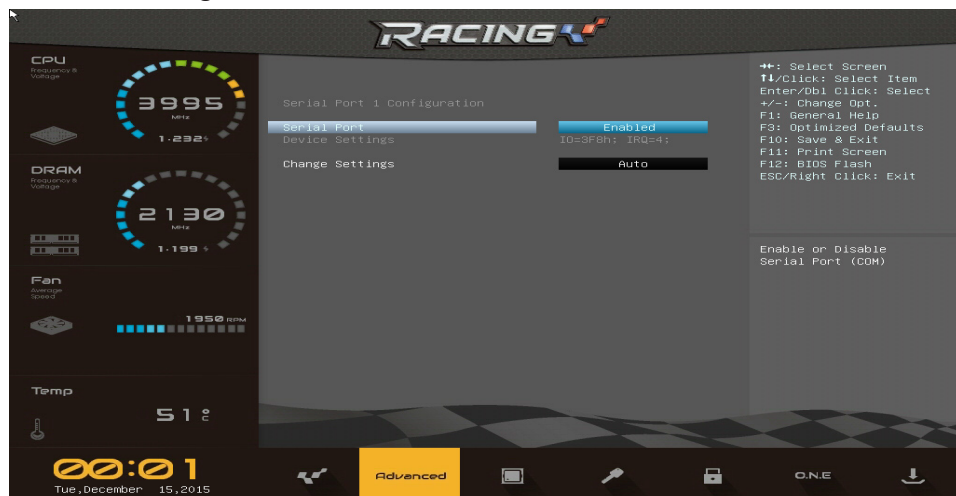 RACING
CPU
Frequency &
Voltage
3995
MHz
1.232
DRAM
Frequency &
Voltage
2130
MHz
1.199
Fan
Average
Speed
1950 RPM
Temp
51 °C
Serial Port 1 Configuration
Serial Port Enabled
Device Settings IO=3F8h; IRQ=4;
Change Settings Auto
→←: Select Screen
↑↓/Click: Select Item
Enter/Dbl Click: Select
+/-: Change Opt.
F1: General Help
F3: Optimized Defaults
F10: Save & Exit
F11: Print Screen
F12: BIOS Flash
ESC/Right Click: Exit
Enable or Disable
Serial Port (COM)
00:01
Tue,December 15,2015
Advanced
O.N.E